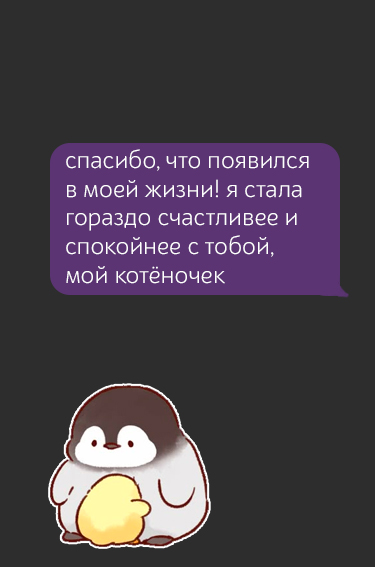 спасибо, что появился
в моей жизни! я стала
гораздо счастливее и
спокойнее с тобой,
мой котёночек